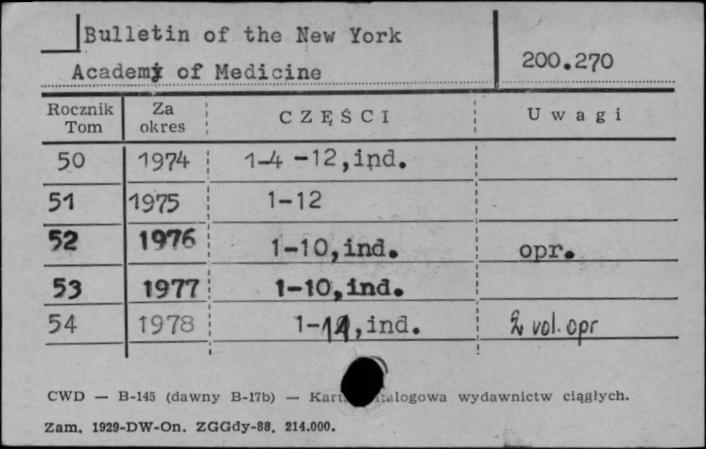 Bulletin of the New York
Academy of Medicine
200.270
Rocznik Tom Za okres CZĘŚCI Uwagi
50 1974 1-4 -12, ind.
51 1975 1-12
52 1976 1-10, ind. opr.
53 1977 1-10, ind.
54 1978 1-11, ind. 2 vol. opr
CWD — B-145 (dawny B-17b) — Karta katalogowa wydawnictw ciągłych.
Zam. 1929-DW-On. ZGGdy-88, 214.000.